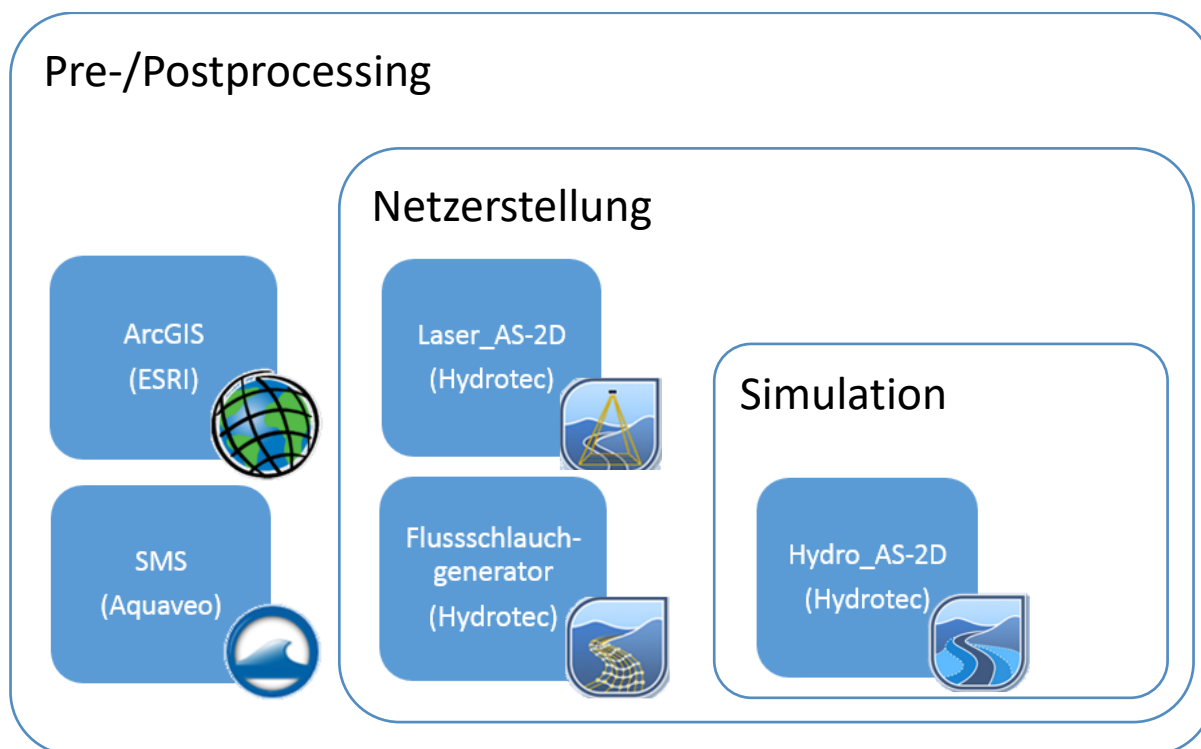 Pre-/Postprocessing
Netzerstellung
ArcGIS
(ESRI)
Laser_AS-2D
(Hydrotec)
Simulation
SMS
(Aquaveo)
Flussschlauch-
generator
(Hydrotec)
Hydro_AS-2D
(Hydrotec)